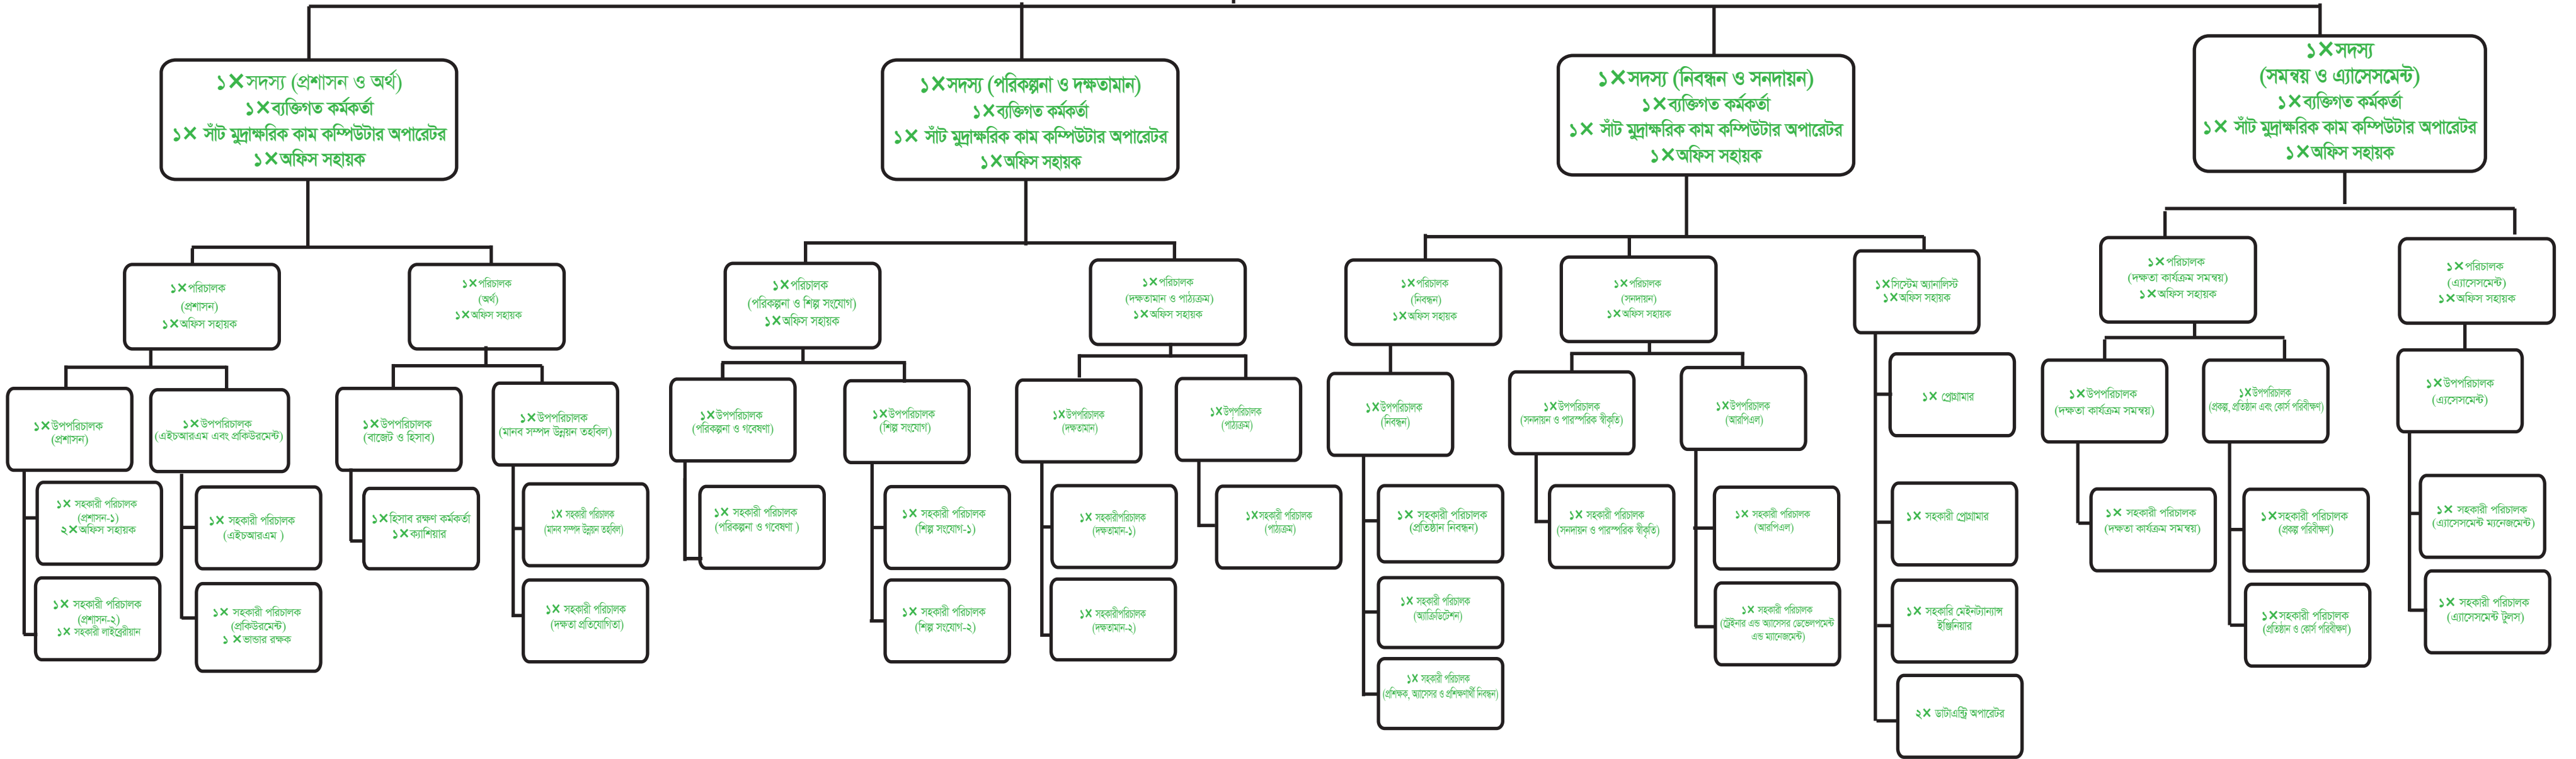 ১✕সদস্য (প্রশাসন ও অর্থ)
১✕ব্যক্তিগত কর্মকর্তা
১✕ সাঁট মুদ্রাক্ষরিক কাম কম্পিউটার অপারেটর
১✕অফিস সহায়ক
১✕সদস্য (পরিকল্পনা ও দক্ষতামান)
১✕ব্যক্তিগত কর্মকর্তা
১✕ সাঁট মুদ্রাক্ষরিক কাম কম্পিউটার অপারেটর
১✕অফিস সহায়ক
১✕সদস্য (নিবন্ধন ও সনদায়ন)
১✕ব্যক্তিগত কর্মকর্তা
১✕ সাঁট মুদ্রাক্ষরিক কাম কম্পিউটার অপারেটর
১✕অফিস সহায়ক
১✕সদস্য
(সমন্বয় ও এ্যাসেসমেন্ট)
১✕ব্যক্তিগত কর্মকর্তা
১✕ সাঁট মুদ্রাক্ষরিক কাম কম্পিউটার অপারেটর
১✕অফিস সহায়ক
১✕পরিচালক
(প্রশাসন)
১✕অফিস সহায়ক
১✕পরিচালক
(অর্থ)
১✕অফিস সহায়ক
১✕পরিচালক
(পরিকল্পনা ও শিল্প সংযোগ)
১✕অফিস সহায়ক
১✕পরিচালক
(দক্ষতামান ও পাঠ্যক্রম)
১✕অফিস সহায়ক
১✕পরিচালক
(নিবন্ধন)
১✕অফিস সহায়ক
১✕পরিচালক
(সনদায়ন)
১✕অফিস সহায়ক
১✕সিস্টেম অ্যানালিস্ট
১✕অফিস সহায়ক
১✕পরিচালক
(দক্ষতা কার্যক্রম সমন্বয়)
১✕অফিস সহায়ক
১✕পরিচালক
(এ্যাসেসমেন্ট)
১✕অফিস সহায়ক
১✕উপপরিচালক
(প্রশাসন)
১✕উপপরিচালক
(এইচআরএম এবং প্রকিউরমেন্ট)
১✕উপপরিচালক
(বাজেট ও হিসাব)
১✕উপপরিচালক
(মানব সম্পদ উন্নয়ন তহবিল)
১✕উপপরিচালক
(পরিকল্পনা ও গবেষণা)
১✕উপপরিচালক
(শিল্প সংযোগ)
১✕উপপরিচালক
(দক্ষতামান)
১✕উপপরিচালক
(পাঠ্যক্রম)
১✕উপপরিচালক
(নিবন্ধন)
১✕উপপরিচালক
(সনদায়ন ও পারস্পরিক স্বীকৃতি)
১✕উপপরিচালক
(আরপিএল)
১✕ প্রোগ্রামার
১✕উপপরিচালক
(দক্ষতা কার্যক্রম সমন্বয়)
১✕উপপরিচালক
(প্রকল্প, প্রতিষ্ঠান এবং কোর্স পরিবীক্ষণ)
১✕উপপরিচালক
(এ্যসেসমেন্ট)
১✕ সহকারী পরিচালক
(প্রশাসন-১)
২✕অফিস সহায়ক
১✕ সহকারী পরিচালক
(এইচআরএম )
১✕হিসাব রক্ষণ কর্মকর্তা
১✕ক্যাশিয়ার
১✕ সহকারী পরিচালক
(মানব সম্পদ উন্নয়ন তহবিল)
১✕ সহকারী পরিচালক
(পরিকল্পনা ও গবেষণা )
১✕ সহকারী পরিচালক
(শিল্প সংযোগ-১)
১✕ সহকারীপরিচালক
(দক্ষতামান-১)
১✕সহকারী পরিচালক
(পাঠ্যক্রম)
১✕ সহকারী পরিচালক
(প্রতিষ্ঠান নিবন্ধন)
১✕ সহকারী পরিচালক
(সনদায়ন ও পারস্পরিক স্বীকৃতি)
১✕ সহকারী পরিচালক
(আরপিএল)
১✕ সহকারী প্রোগ্রামার
১✕ সহকারী পরিচালক
(দক্ষতা কার্যক্রম সমন্বয়)
১✕সহকারী পরিচালক
(প্রকল্প পরিবীক্ষণ)
১✕ সহকারী পরিচালক
(এ্যাসেসমেন্ট ম্যনেজমেন্ট)
১✕ সহকারী পরিচালক
(প্রশাসন-২)
১✕ সহকারী লাইব্রেরীয়ান
১✕ সহকারী পরিচালক
(প্রকিউরমেন্ট)
১ ✕ভান্ডার রক্ষক
১✕ সহকারী পরিচালক
(দক্ষতা প্রতিযোগিতা)
১✕ সহকারী পরিচালক
(শিল্প সংযোগ-২)
১✕ সহকারীপরিচালক
(দক্ষতামান-২)
১✕ সহকারী পরিচালক
(অ্যাক্রিডিটেশন)
১✕ সহকারী পরিচালক
(ট্রেইনার এন্ড অ্যাসেসর ডেভেলপমেন্ট
এন্ড ম্যানেজমেন্ট)
১✕ সহকারি মেইনট্যান্যান্স
ইঞ্জিনিয়ার
১✕সহকারী পরিচালক
(প্রতিষ্ঠান ও কোর্স পরিবীক্ষণ)
১✕ সহকারী পরিচালক
(এ্যাসেসমেন্ট টুলস)
১✕ সহকারী পরিচালক
(প্রশিক্ষক, অ্যাসেসর ও প্রশিক্ষণার্থী নিবন্ধন)
২✕ ডাটাএন্ট্রি অপারেটর